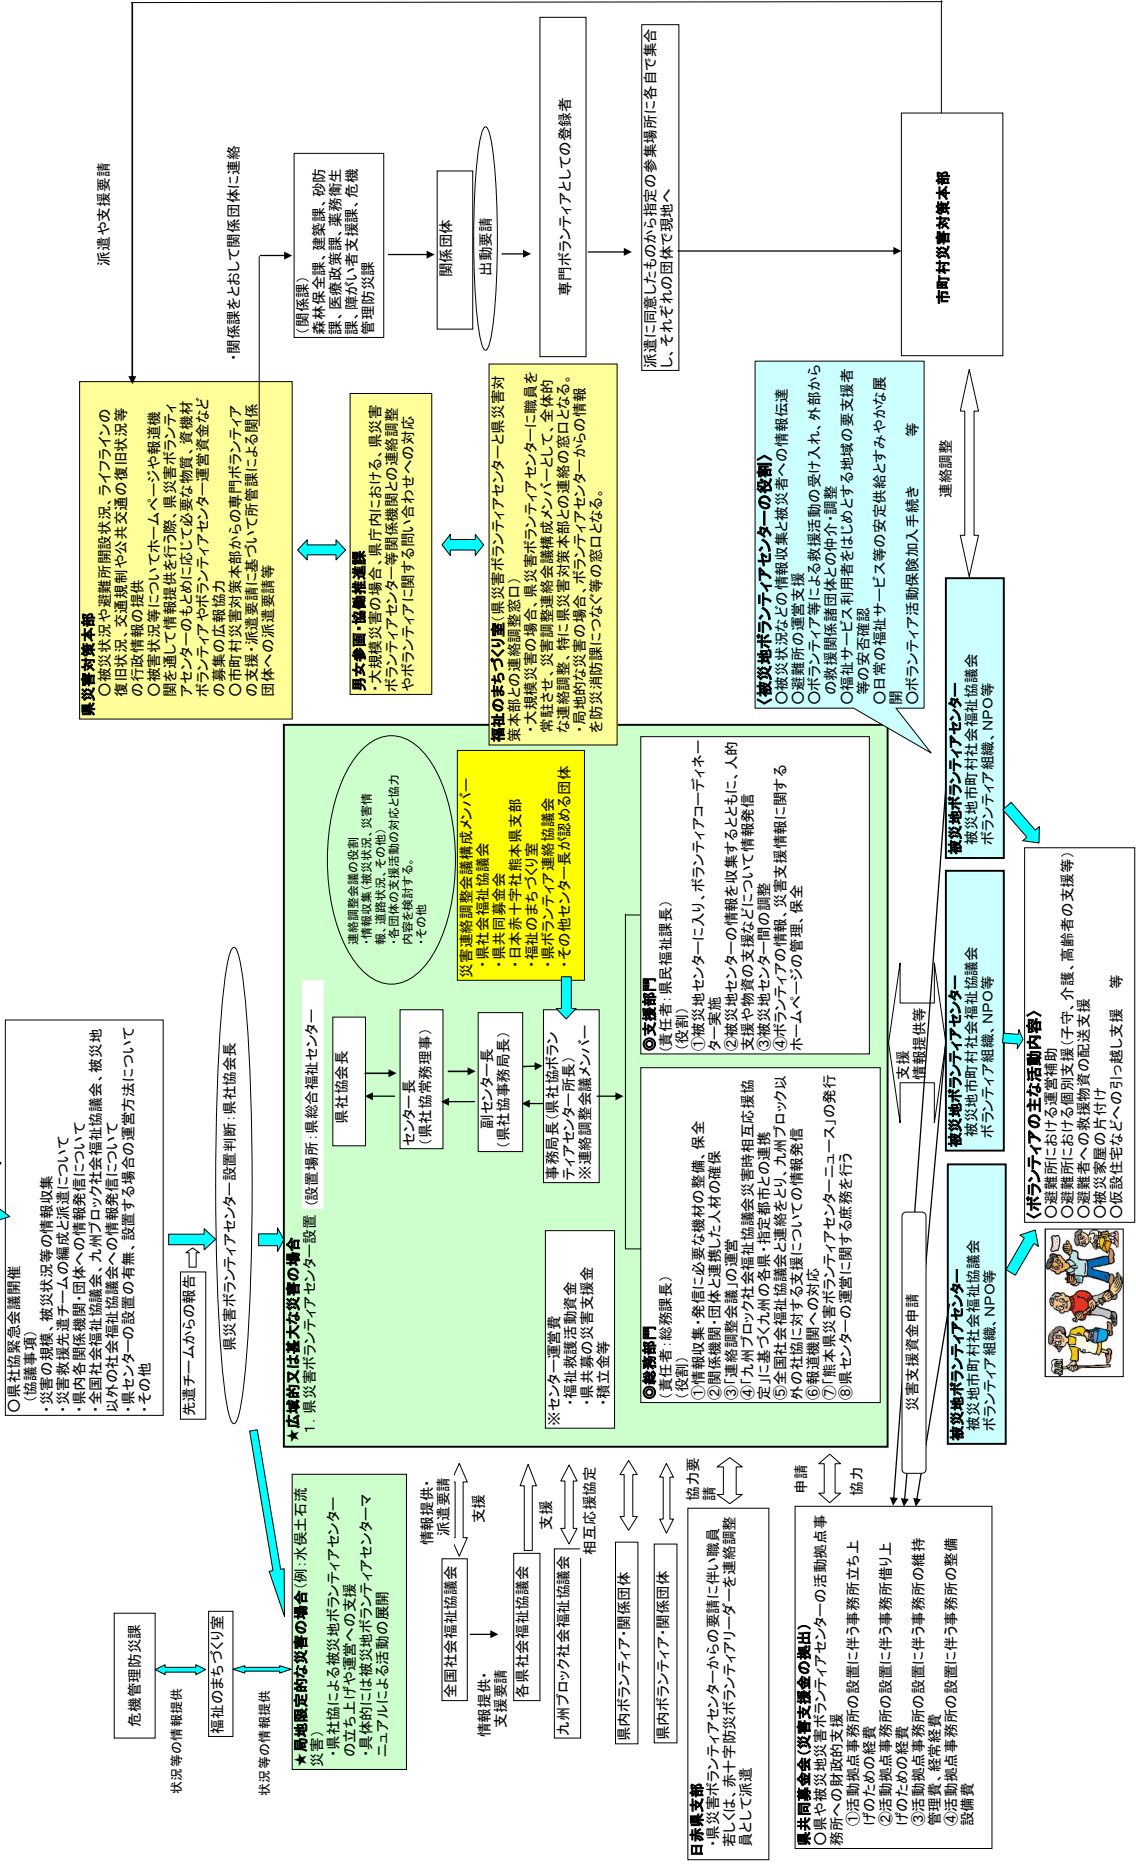 ○県社協緊急会議開催
(協議事項)
・災害の規模、被災状況等の情報収集
・災害救援先遣チームの編成と派遣について
・県内各関係機関・団体への情報発信について
・全国社会福祉協議会、九州ブロック社会福祉協議会、被災地
以外の社会福祉協議会への情報発信について
・県センターの設置の有無、設置する場合の運営方法について
・その他
先遣チームからの報告
県災害ボランティアセンター設置判断:県社協会長
危機管理防災課
状況等の情報提供
福祉のまちづくり室
状況等の情報提供
★局地限定的な災害の場合(例:水俣土石流
災害)
・県社協による被災地ボランティアセンター
の立ち上げや運営への支援
・具体的には被災地ボランティアセンターマ
ニュアルによる活動の展開
★広域的又は甚大な災害の場合
1.県災害ボランティアセンター設置
(設置場所:県総合福祉センター
県社協会長
センター長
(県社協常務理事)
副センター長
(県社協事務局長)
事務局長(県社協ボラン
ティアセンター所長)
※連絡調整会議メンバー
※センター運営費
・福祉救護活動資金
・県共募の災害支援金
・積立金等
連絡調整会議の役割
・情報収集(被災状況、災害情
報、道路状況、その他)
・各団体の支援活動の対応と協力
内容を検討する。
・その他
災害連絡調整会議構成メンバー
・県社会福祉協議会
・県共同募金会
・日本赤十字社熊本県支部
・福祉のまちづくり室
・県ボランティア連絡協議会
・その他センター長が認める団体
◎総務部門
(責任者:総務課長)
(役割)
①情報収集・発信に必要な機材の整備、保全
②関係機関・団体と連携した人材の確保
③「連絡調整会議」の運営
④「九州ブロック社会福祉協議会災害時相互応援協
定」に基づく九州の各県・指定都市との連携
⑤全国社会福祉協議会と連絡をとり、九州ブロック以
外の社協に対する支援についての情報発信
⑥報道機関への対応
⑦「熊本県災害ボランティアセンターニュース」の発行
⑧県センターの運営に関する庶務を行う
◎支援部門
(責任者:県民福祉課長)
(役割)
①被災地センターに入り、ボランティアコーディネー
ター実施
②被災地センターの情報を収集するとともに、人的
支援や物資の支援などについて情報発信
③被災地センター間の調整
④ボランティアの情報、災害支援情報に関する
ホームページの管理、保全
県災害対策本部
○被災状況や避難所開設状況、ライフラインの
復旧状況、交通規制や公共交通の復旧状況等
の行政情報の提供
○被害状況等についてホームページや報道機
関を通して情報提供を行う際、県災害ボランティ
アセンターのもとめに応じて必要な物質、資機材
ボランティアやボランティアセンター運営資金など
の募集の広報協力
○市町村災害対策本部からの専門ボランティア
の支援・派遣要請に基づいて所管課による関係
団体への派遣要請等
男女参画・協働推進課
・大規模災害の場合、県庁内における、県災害
ボランティアセンター等関係機関との連絡調整
やボランティアに関する問い合わせへの対応
福祉のまちづくり室(県災害ボランティアセンターと県災害対
策本部との連絡調整窓口)
・大規模災害の場合、県災害ボランティアセンターに職員を
常駐させ、災害調整連絡会議構成メンバーとして、全体的
な連絡調整、特に県災害対策本部との連絡の窓口となる。
・局地的な災害の場合、ボランティアセンターからの情報
を防災消防課につなぐ等の窓口となる。
派遣や支援要請
・関係課をとおして関係団体に連絡
(関係課)
森林保全課、建築課、砂防
課、医療政策課、薬務衛生
課、障がい者支援課、危機
管理防災課
関係団体
出動要請
専門ボランティアとしての登録者
派遣に同意したものから指定の参集場所に各自で集合
し、それぞれの団体で現地へ
市町村災害対策本部
連絡調整
〈被災地ボランティアセンターの役割〉
○被災状況などの情報収集と被災者への情報伝達
○避難所の運営支援
○ボランティア等による救援活動の受け入れ、外部から
の救援関係諸団体との仲介・調整
○福祉サービス利用者をはじめとする地域の要支援者
等の安否確認
○日常の福祉サービス等の安定供給とすみやかな展
開
○ボランティア活動保険加入手続き 等
情報提供・
派遣要請
全国社会福祉協議会
支援
情報提供・
支援要請
各県社会福祉協議会
支援
九州ブロック社会福祉協議会
相互応援協定
県内ボランティア・関係団体
県内ボランティア・関係団体
協力要
請
日赤県支部
・県災害ボランティアセンターからの要請に伴い職員
若しくは、赤十字防災ボランティアリーダーを連絡調整
員として派遣
申請
協力
県共同募金会(災害支援金の拠出)
○県や被災地災害ボランティアセンターの活動拠点事
務所への財政的支援
①活動拠点事務所の設置に伴う事務所立ち上
げのための経費
②活動拠点事務所の設置に伴う事務所借り上
げのための経費
③活動拠点事務所の設置に伴う事務所の維持
管理費、経常経費
④活動拠点事務所の設置に伴う事務所の整備
設備費
災害支援資金申請
支援
情報提供等
被災地ボランティアセンター
被災地市町村社会福祉協議会
ボランティア組織、NPO等
被災地ボランティアセンター
被災地市町村社会福祉協議会
ボランティア組織、NPO等
被災地ボランティアセンター
被災地市町村社会福祉協議会
ボランティア組織、NPO等
〈ボランティアの主な活動内容〉
○避難所における運営補助
○避難所における個別支援(子守、介護、高齢者の支援等)
○避難者への救援物資の配送支援
○被災家屋の片付け
○仮設住宅などへの引っ越し支援 等